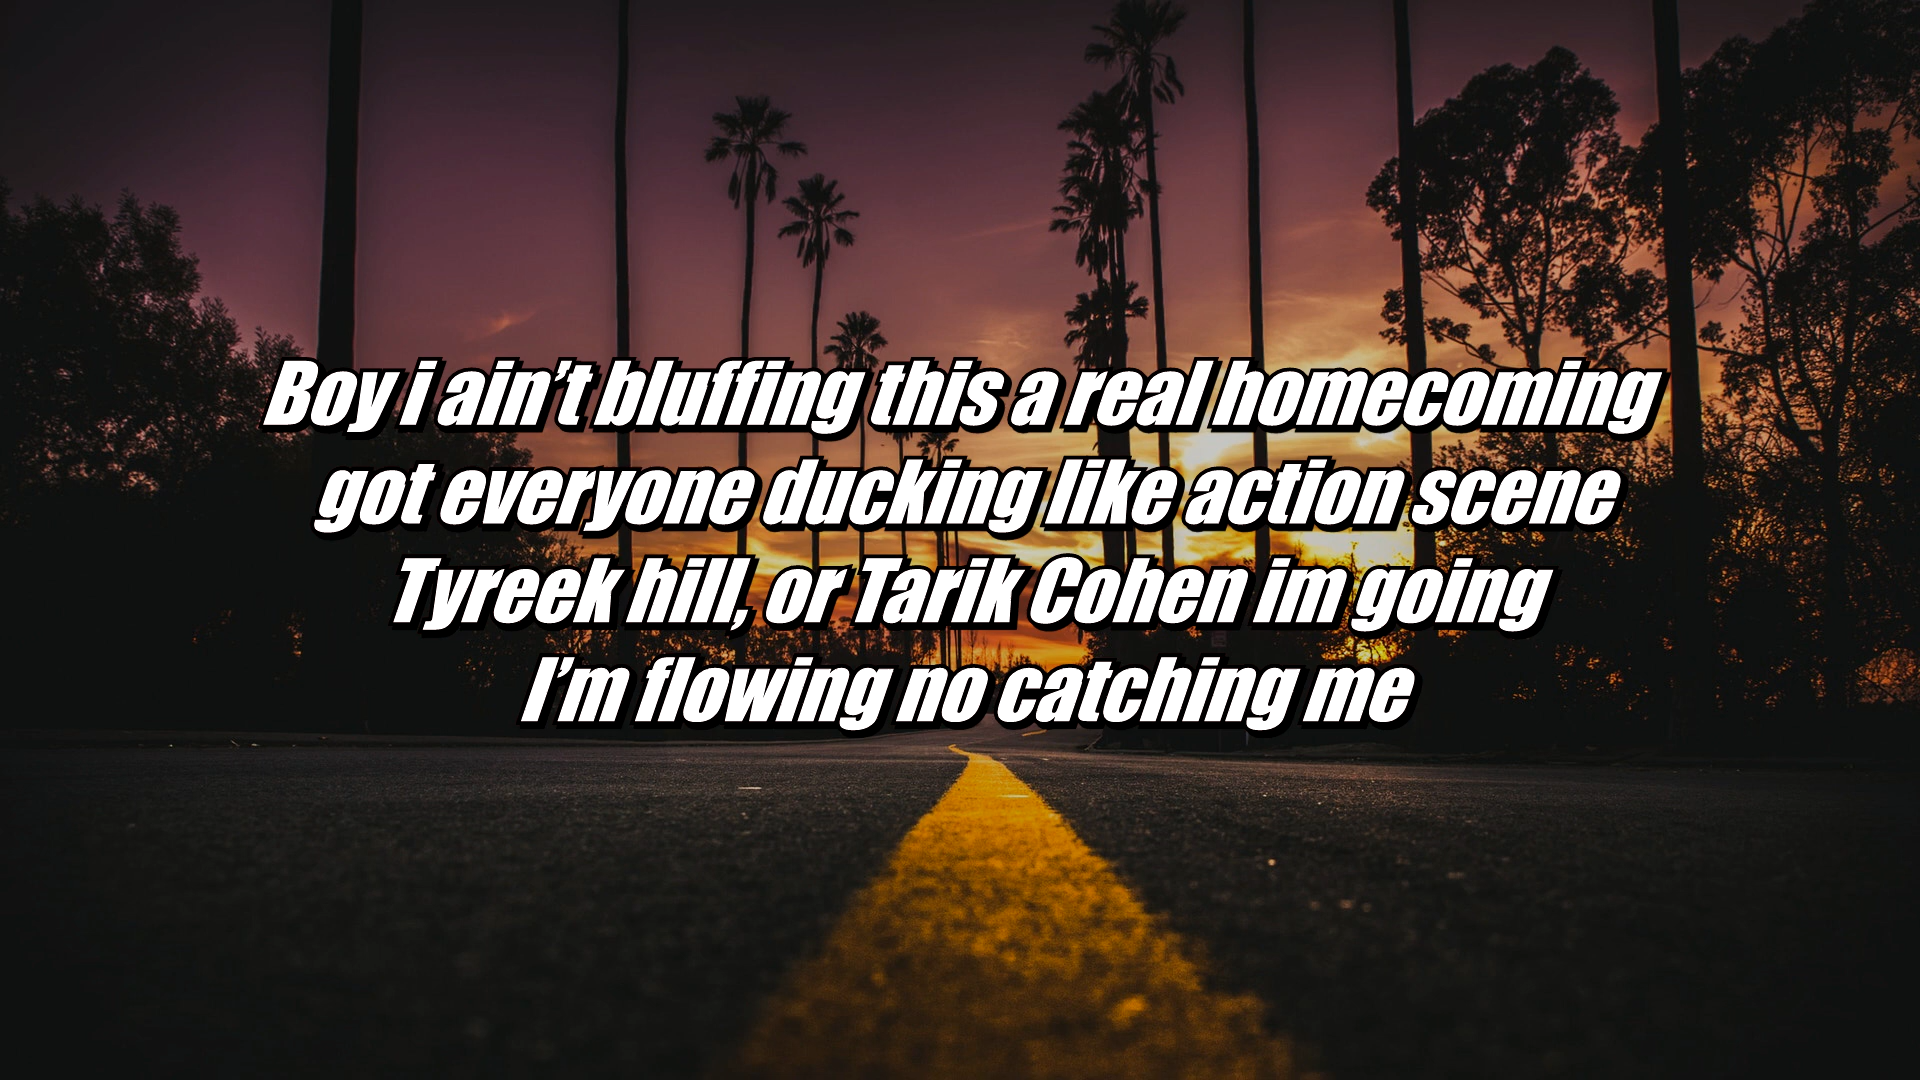 Boy i ain’t bluffing this a real homecoming
got everyone ducking like action scene
Tyreek hill, or Tarik Cohen im going
I’m flowing no catching me